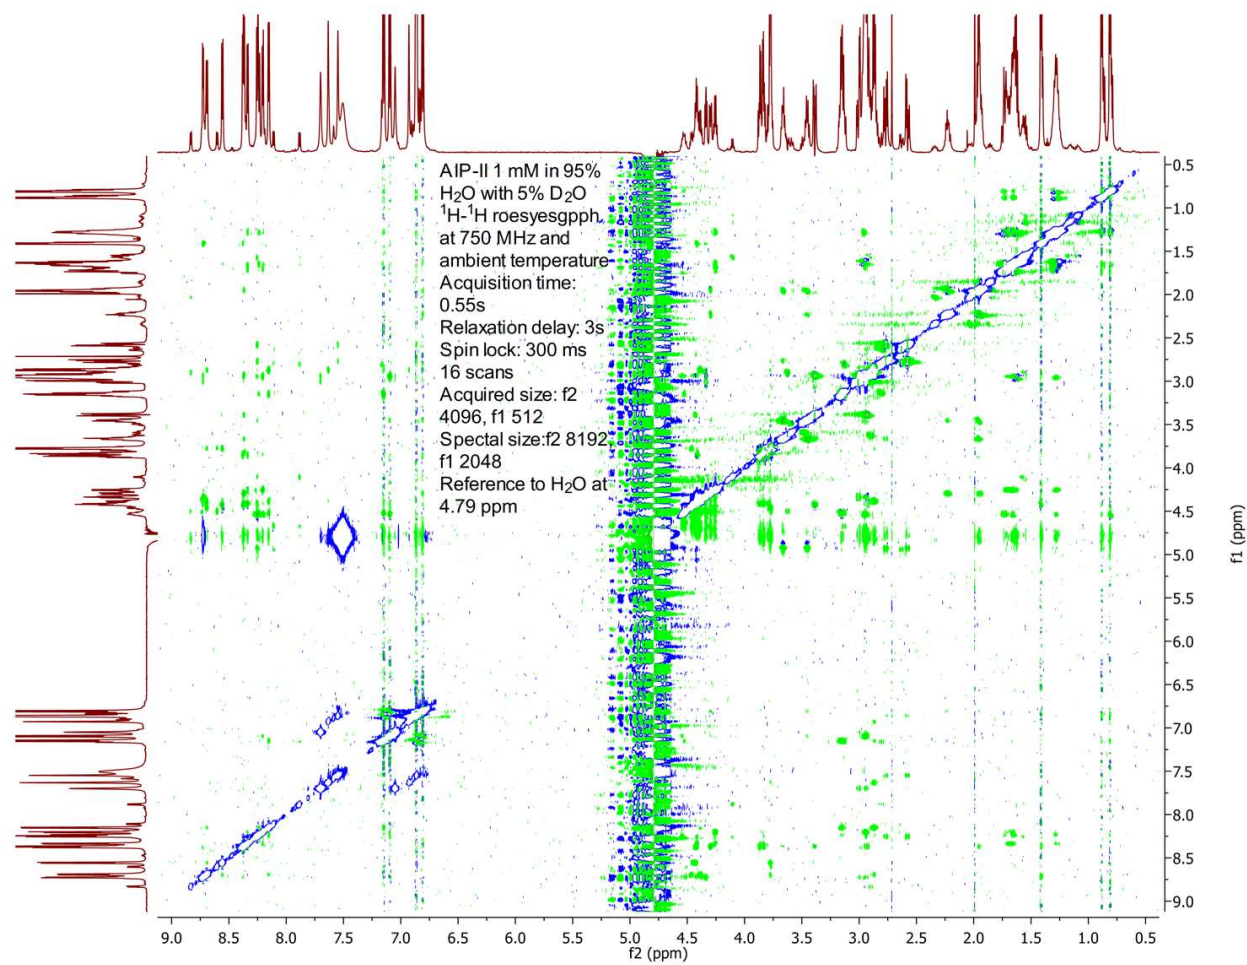 AIP-II 1 mM in 95%
H₂O with 5% D₂O
¹H-¹H roesyesgpph
at 750 MHz and
ambient temperature
Acquisition time:
0.55s
Relaxation delay: 3s
Spin lock: 300 ms
16 scans
Acquired size: f2
4096, f1 512
Spectal size:f2 8192
f1 2048
Reference to H₂O at
4.79 ppm
0.5
1.0
1.5
2.0
2.5
3.0
3.5
4.0
4.5
5.0
5.5
6.0
6.5
7.0
7.5
8.0
8.5
9.0
f1 (ppm)
9.0 8.5 8.0 7.5 7.0 6.5 6.0 5.5 5.0 4.5 4.0 3.5 3.0 2.5 2.0 1.5 1.0 0.5
f2 (ppm)